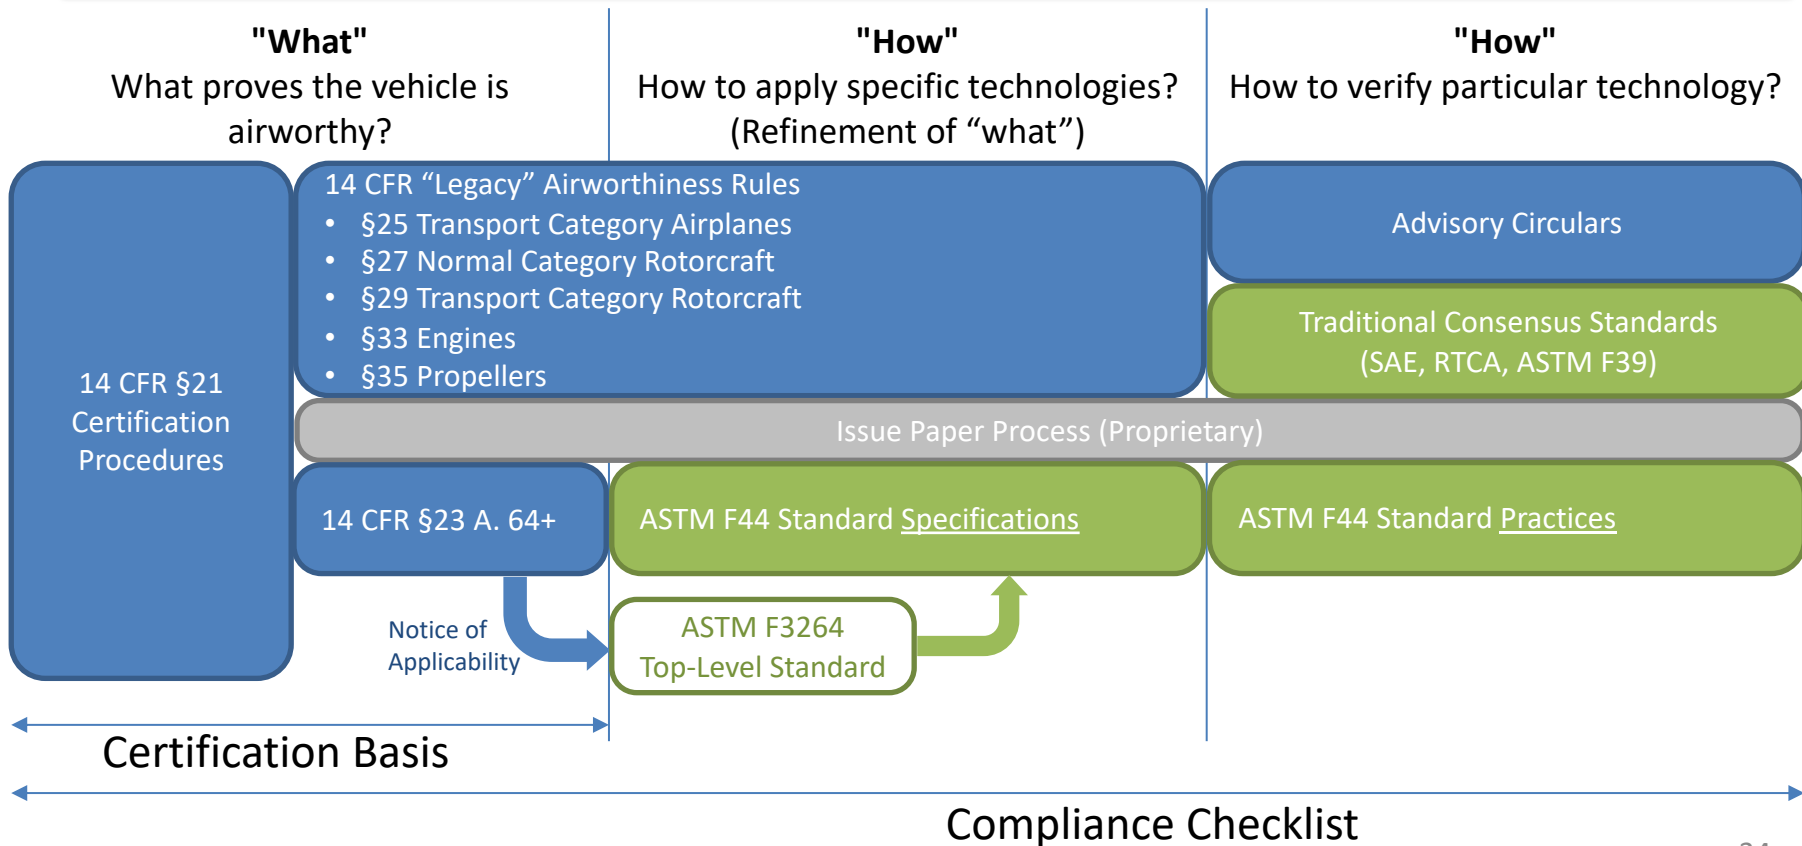 "What"
What proves the vehicle is
airworthy?
"How"
How to apply specific technologies?
(Refinement of “what”)
"How"
How to verify particular technology?
14 CFR §21
Certification
Procedures
14 CFR “Legacy” Airworthiness Rules
• §25 Transport Category Airplanes
• §27 Normal Category Rotorcraft
• §29 Transport Category Rotorcraft
• §33 Engines
• §35 Propellers
Advisory Circulars
Traditional Consensus Standards
(SAE, RTCA, ASTM F39)
Issue Paper Process (Proprietary)
14 CFR §23 A. 64+
ASTM F44 Standard Specifications
ASTM F44 Standard Practices
Notice of
Applicability
ASTM F3264
Top-Level Standard
Certification Basis
Compliance Checklist